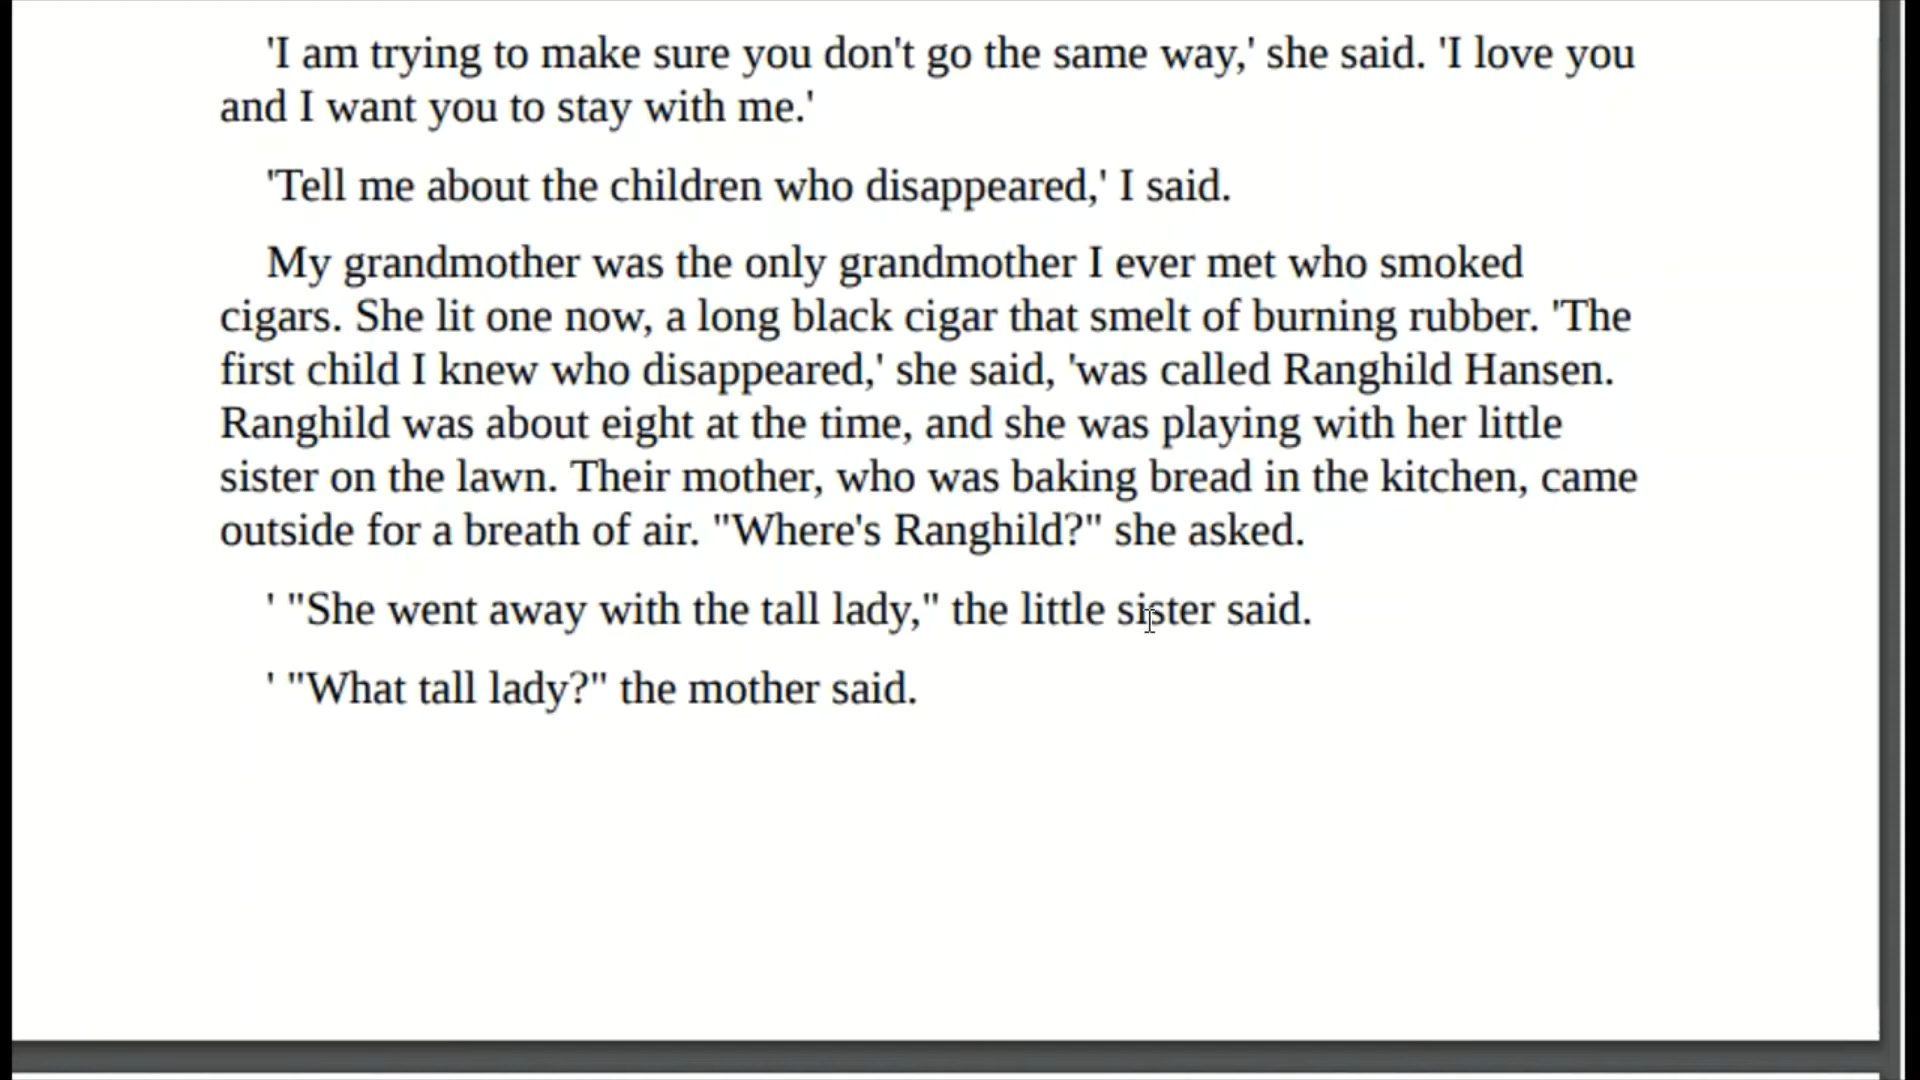 'I am trying to make sure you don't go the same way,' she said. 'I love you
and I want you to stay with me.'
'Tell me about the children who disappeared,' I said.
My grandmother was the only grandmother I ever met who smoked
cigars. She lit one now, a long black cigar that smelt of burning rubber. 'The
first child I knew who disappeared,' she said, 'was called Ranghild Hansen.
Ranghild was about eight at the time, and she was playing with her little
sister on the lawn. Their mother, who was baking bread in the kitchen, came
outside for a breath of air. "Where's Ranghild?" she asked.
' "She went away with the tall lady," the little sister said.
' "What tall lady?" the mother said.